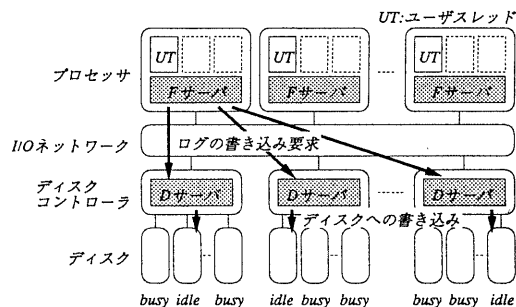 UT:ユーザスレッド
UT UT UT
プロセッサ
Fサーバ Fサーバ Fサーバ
I/Oネットワーク
ログの書き込み要求
ディスク
コントローラ
Dサーバ Dサーバ Dサーバ
ディスクへの書き込み
ディスク
busy idle busy idle busy busy busy busy idle